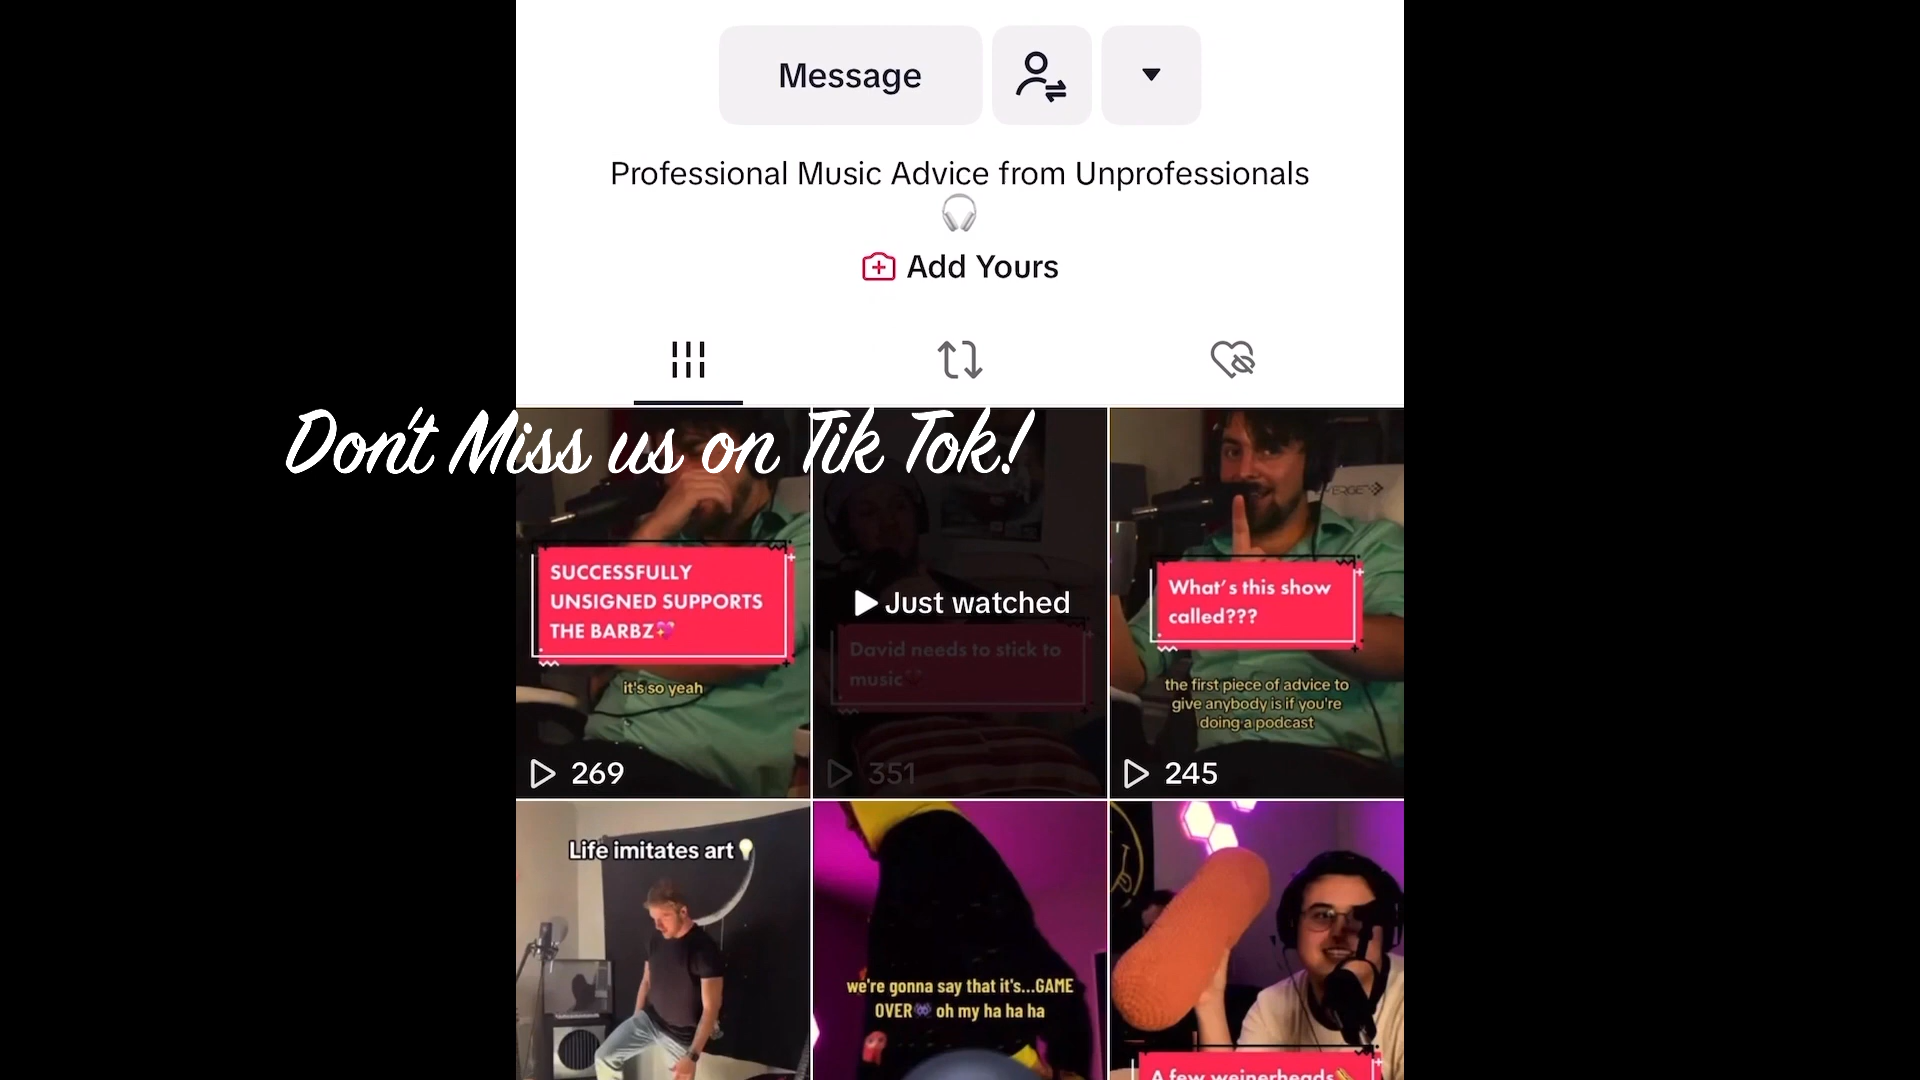 Message
Professional Music Advice from Unprofessionals
🎧
Add Yours
Don't Miss us on Tik Tok!
SUCCESSFULLY
UNSIGNED SUPPORTS
THE BARBZ💖
it's so yeah
269
Just watched
David needs to stick to
music
351
VERGE
What's this show
called???
the first piece of advice to
give anybody is if you're
doing a podcast
245
Life imitates art💡
we're gonna say that it's...GAME
OVER👾 oh my ha ha ha
A few weinerheads🌭